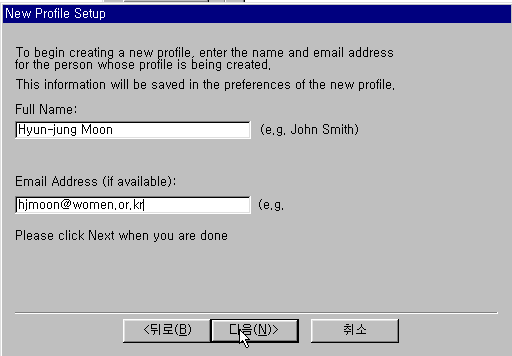 New Profile Setup
To begin creating a new profile, enter the name and email address
for the person whose profile is being created.
This information will be saved in the preferences of the new profile.
Full Name:
Hyun-jung Moon (e.g. John Smith)
Email Address (if available):
hjmoon@women.or.kr (e.g.
Please click Next when you are done
<뒤로(B) 다음(N)> 취소